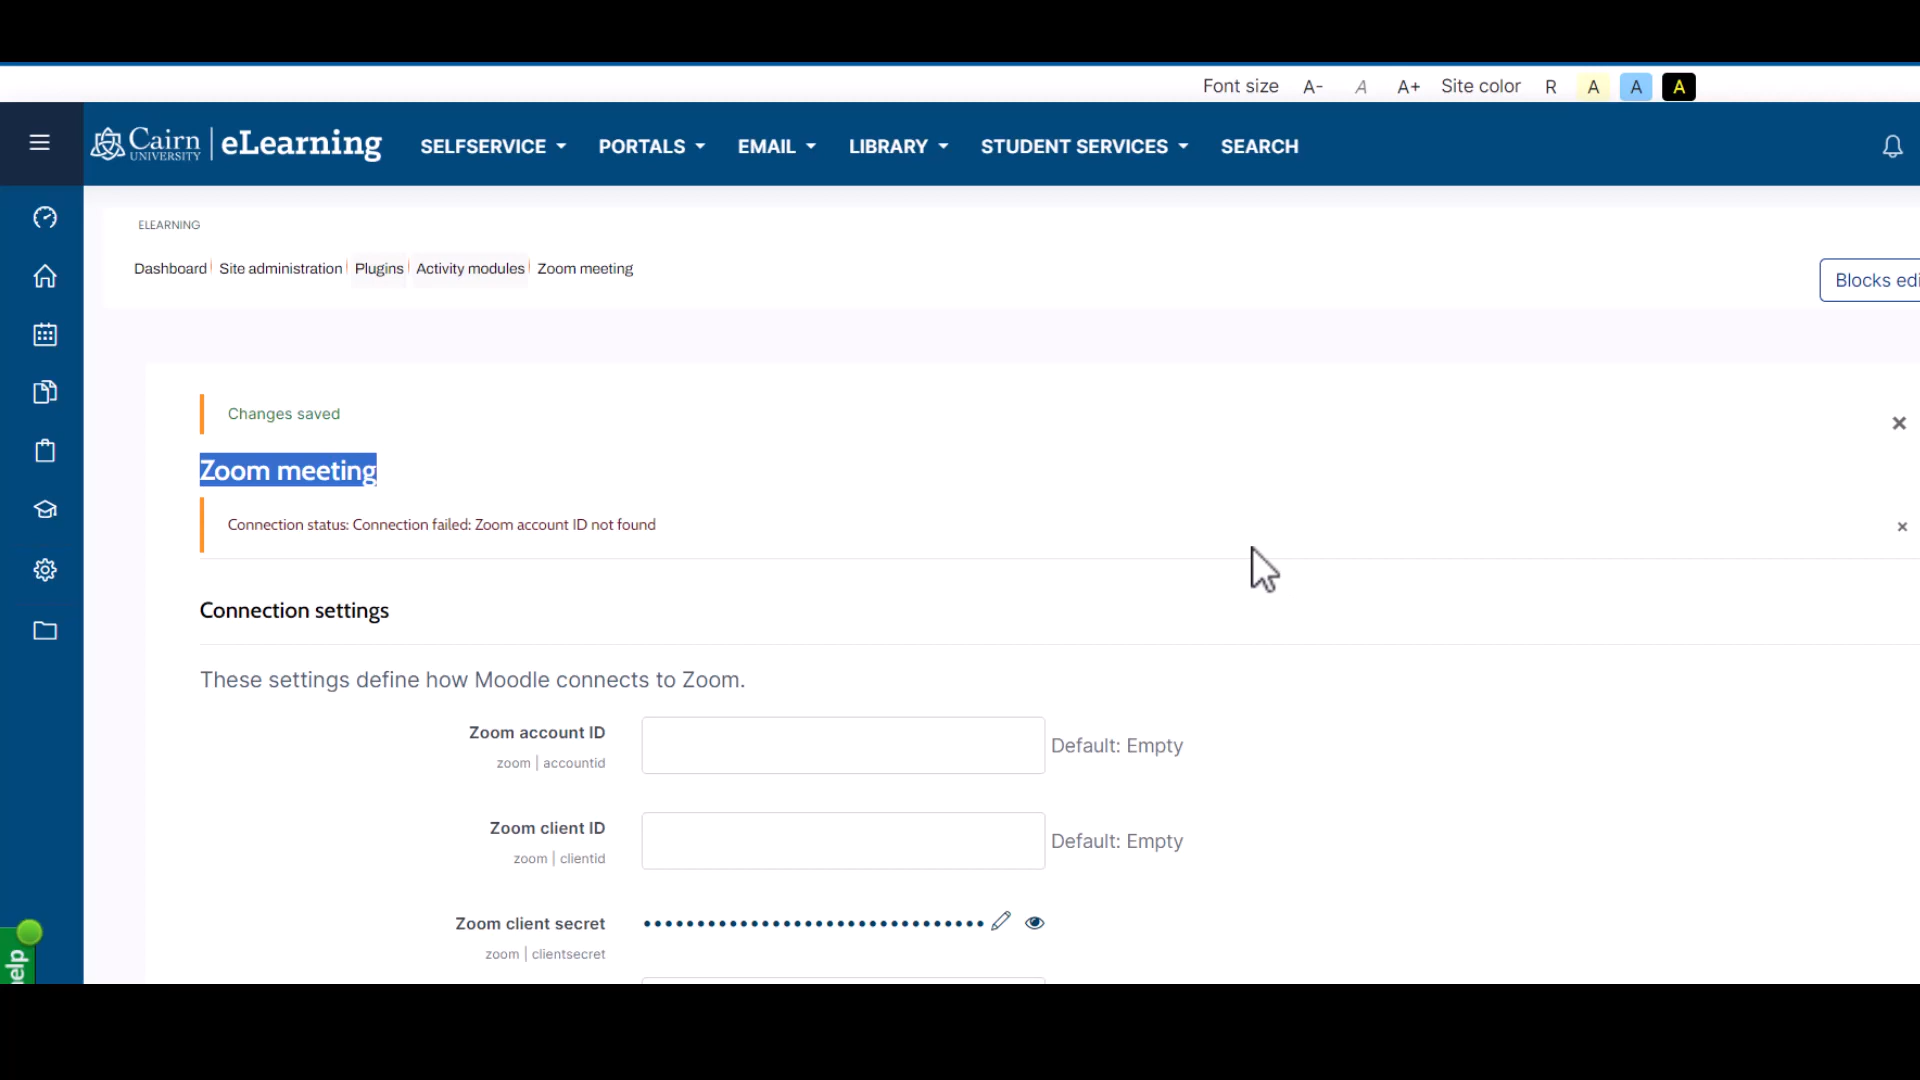 Font size A- A A+ Site color R A A A
Cairn UNIVERSITY eLearning SELFSERVICE PORTALS EMAIL LIBRARY STUDENT SERVICES SEARCH
ELEARNING
Dashboard Site administration Plugins Activity modules Zoom meeting
Blocks edi
Changes saved
Zoom meeting
Connection status: Connection failed: Zoom account ID not found
Connection settings
These settings define how Moodle connects to Zoom.
Zoom account ID Default: Empty
zoom | accountid
Zoom client ID Default: Empty
zoom | clientid
Zoom client secret
zoom | clientsecret
elp